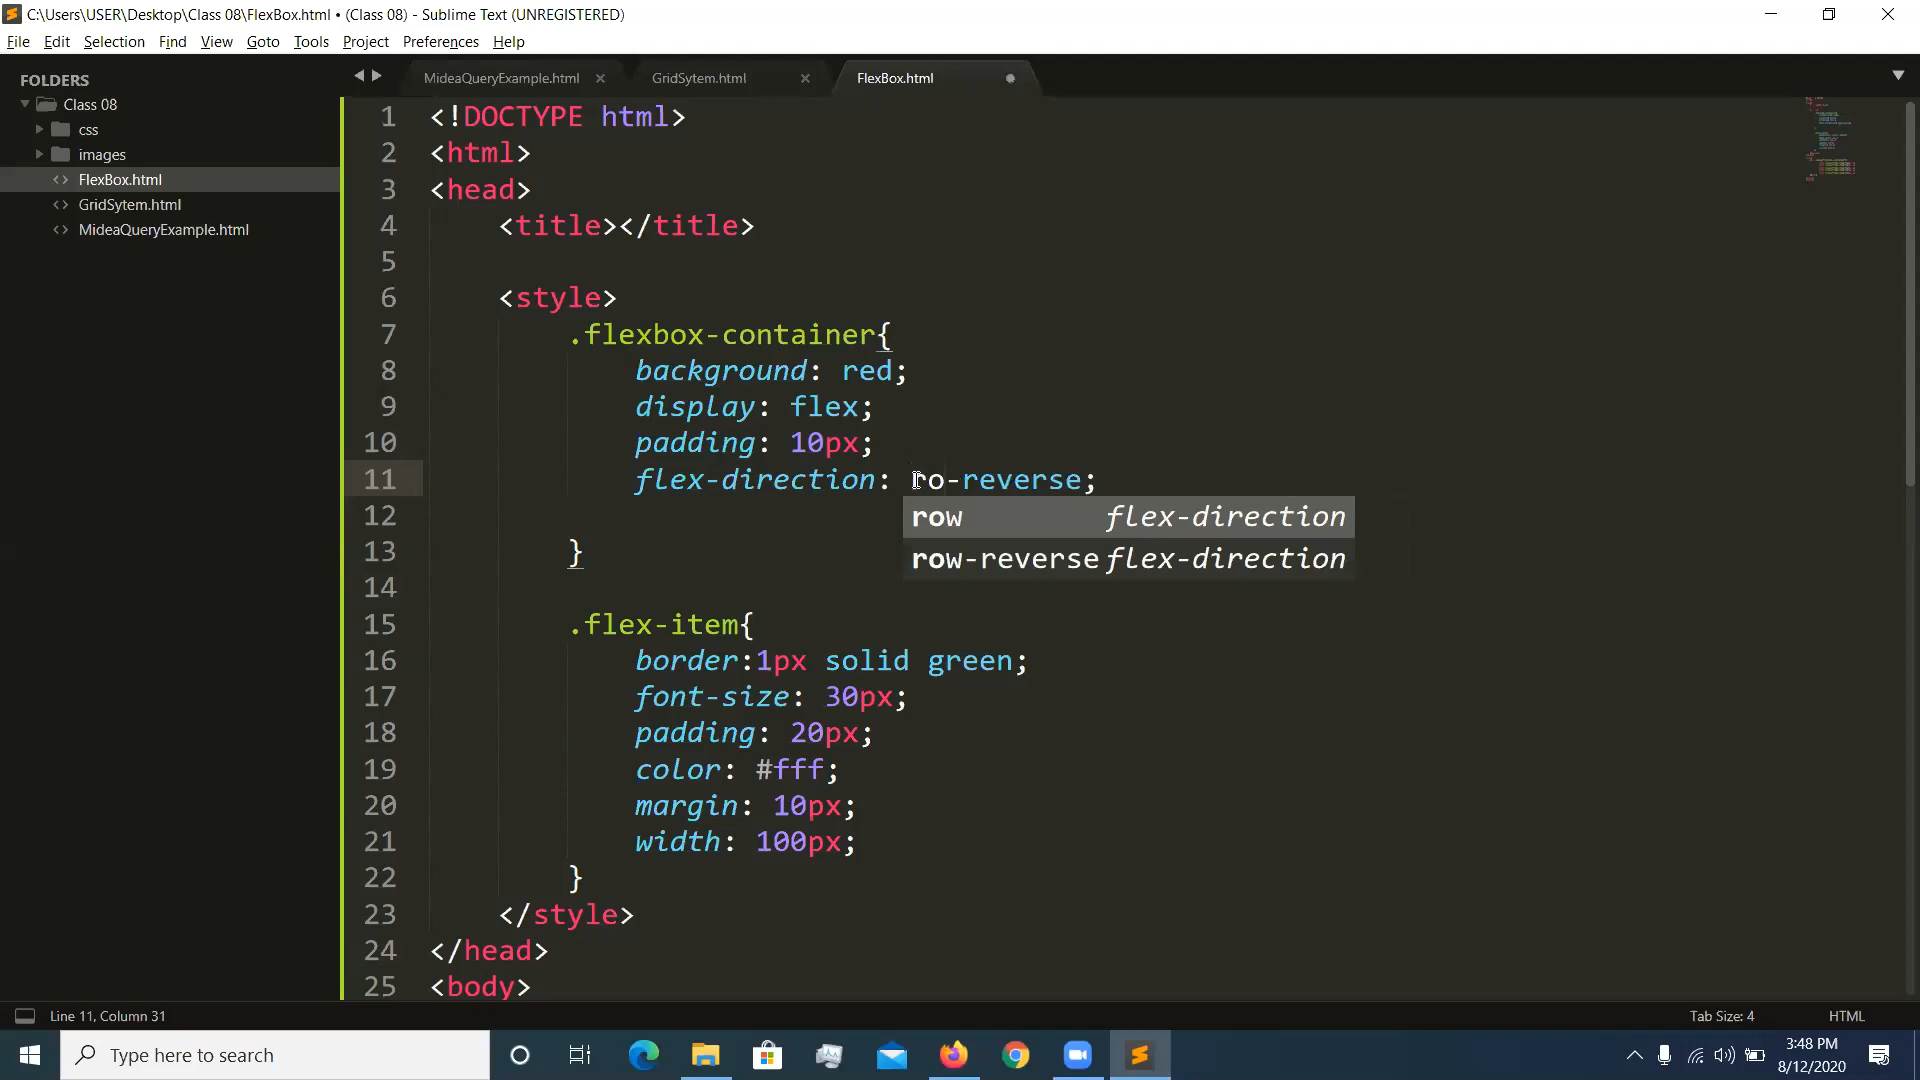 C:\Users\USER\Desktop\Class 08\FlexBox.html • (Class 08) - Sublime Text (UNREGISTERED)
File Edit Selection Find View Goto Tools Project Preferences Help
FOLDERS
Class 08
css
images
FlexBox.html
GridSytem.html
MideaQueryExample.html
MideaQueryExample.html GridSytem.html FlexBox.html
1 <!DOCTYPE html>
2 <html>
3 <head>
4 <title></title>
5
6 <style>
7 .flexbox-container{
8 background: red;
9 display: flex;
10 padding: 10px;
11 flex-direction: ro-reverse;
row flex-direction
12
row-reverse flex-direction
13 }
14
15 .flex-item{
16 border:1px solid green;
17 font-size: 30px;
18 padding: 20px;
19 color: #fff;
20 margin: 10px;
21 width: 100px;
22 }
23 </style>
24 </head>
25 <body>
Line 11, Column 31 Tab Size: 4 HTML
Type here to search
3:48 PM
8/12/2020